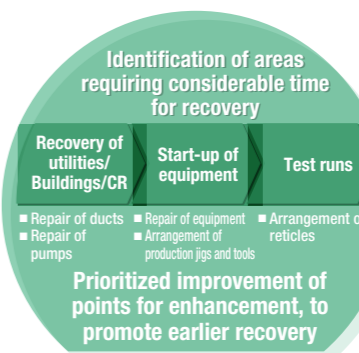 Identification of areas
requiring considerable time
for recovery
Recovery of
utilities/
Buildings/CR
Start-up of
equipment
Test runs
■ Repair of ducts
■ Repair of
pumps
■ Repair of equipment
■ Arrangement of
production jigs and tools
■ Arrangement of
reticles
Prioritized improvement of
points for enhancement, to
promote earlier recovery